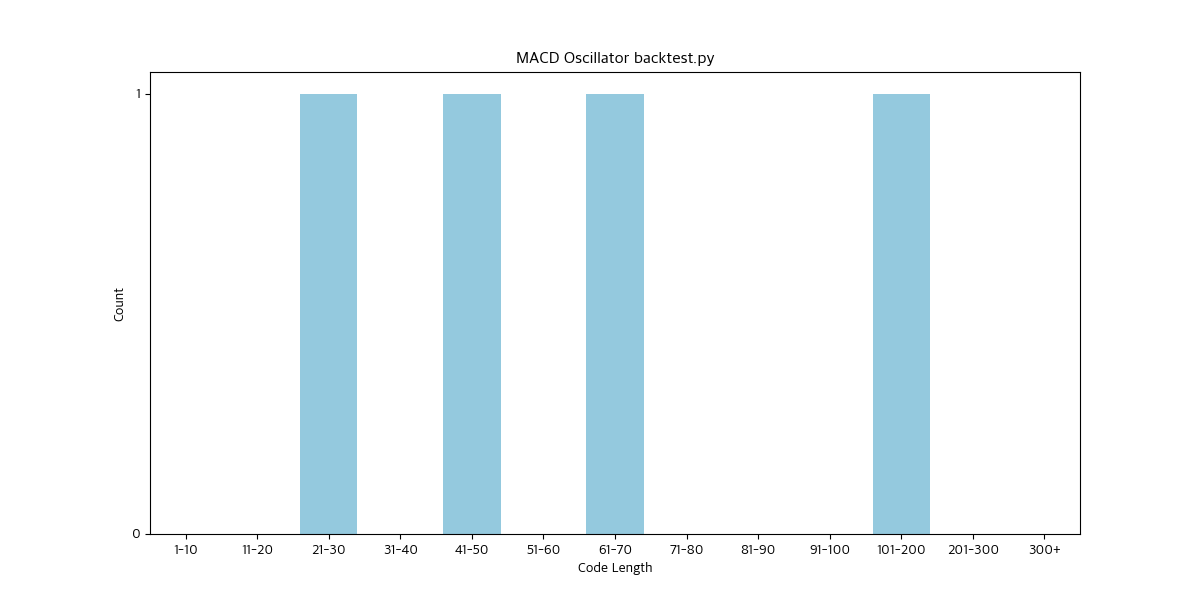 MACD Oscillator backtest.py
1
Count
0
1-10 11-20 21-30 31-40 41-50 51-60 61-70 71-80 81-90 91-100 101-200 201-300 300+
Code Length